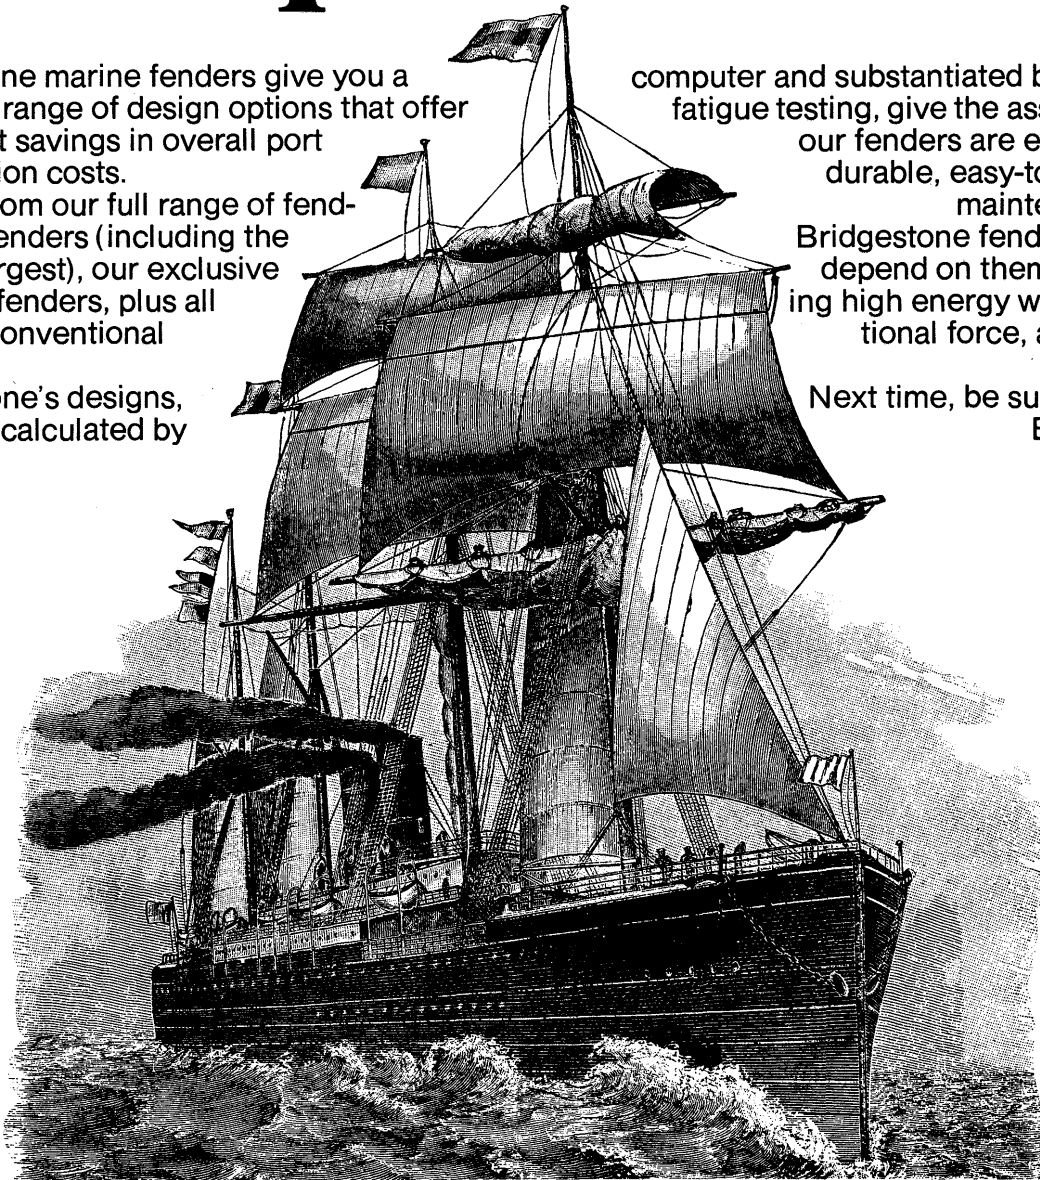 ne marine fenders give you a
range of design options that offer
t savings in overall port
ion costs.
om our full range of fend-
enders (including the
rgest), our exclusive
fenders, plus all
onventional
ne's designs,
calculated by
computer and substantiated b
fatigue testing, give the ass
our fenders are e
durable, easy-to
mainte
Bridgestone fend
depend on them
ing high energy w
tional force, a
Next time, be su